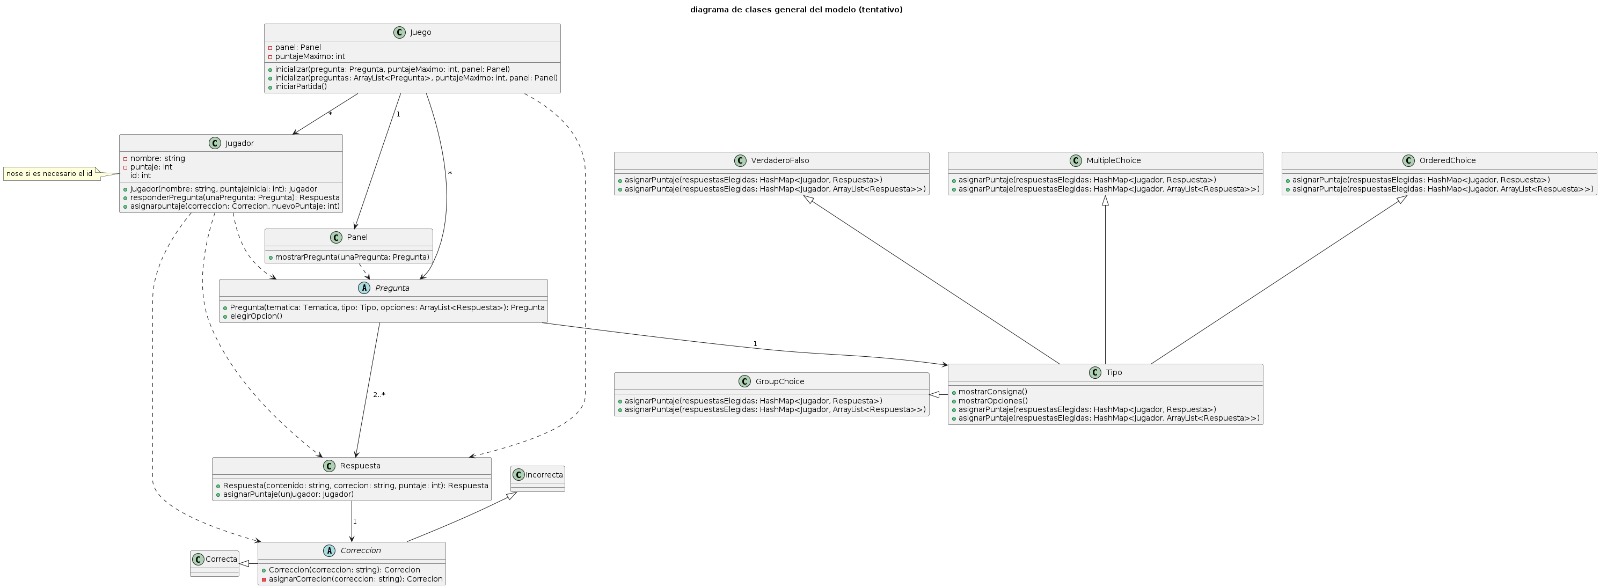 diagrama de clases general del modelo (tentativo)
C Juego
panel: Panel
puntajeMaximo: int
inicializar(pregunta: Pregunta, puntajeMaximo: int, panel: Panel)
inicializar(preguntas: ArrayList<Pregunta>, puntajeMaximo: int, panel: Panel)
iniciarPartida()
*
1
*
nose si es necesario el id
C Jugador
nombre: string
puntaje: int
id: int
Jugador(nombre: string, puntajeInicial: int): Jugador
responderPregunta(unaPregunta: Pregunta): Respuesta
asignarpuntaje(correccion: Correcion, nuevoPuntaje: int)
C VerdaderoFalso
asignarPuntaje(respuestasElegidas: HashMap<Jugador, Respuesta>)
asignarPuntaje(respuestasElegidas: HashMap<Jugador, ArrayList<Respuesta>>)
C MultipleChoice
asignarPuntaje(respuestasElegidas: HashMap<Jugador, Respuesta>)
asignarPuntaje(respuestasElegidas: HashMap<Jugador, ArrayList<Respuesta>>)
C OrderedChoice
asignarPuntaje(respuestasElegidas: HashMap<Jugador, Respuesta>)
asignarPuntaje(respuestasElegidas: HashMap<Jugador, ArrayList<Respuesta>>)
C Panel
mostrarPregunta(unaPregunta: Pregunta)
A Pregunta
Pregunta(tematica: Tematica, tipo: Tipo, opciones: ArrayList<Respuesta>): Pregunta
elegirOpcion()
1
2..*
C GroupChoice
asignarPuntaje(respuestasElegidas: HashMap<Jugador, Respuesta>)
asignarPuntaje(respuestasElegidas: HashMap<Jugador, ArrayList<Respuesta>>)
C Tipo
mostrarConsigna()
mostrarOpciones()
asignarPuntaje(respuestasElegidas: HashMap<Jugador, Respuesta>)
asignarPuntaje(respuestasElegidas: HashMap<Jugador, ArrayList<Respuesta>>)
C Respuesta
Respuesta(contenido: string, correcion: string, puntaje: int): Respuesta
asignarPuntaje(unJugador: Jugador)
C Incorrecta
1
C Correcta
A Correccion
Correccion(correccion: string): Correcion
asignarCorrecion(correccion: string): Correcion